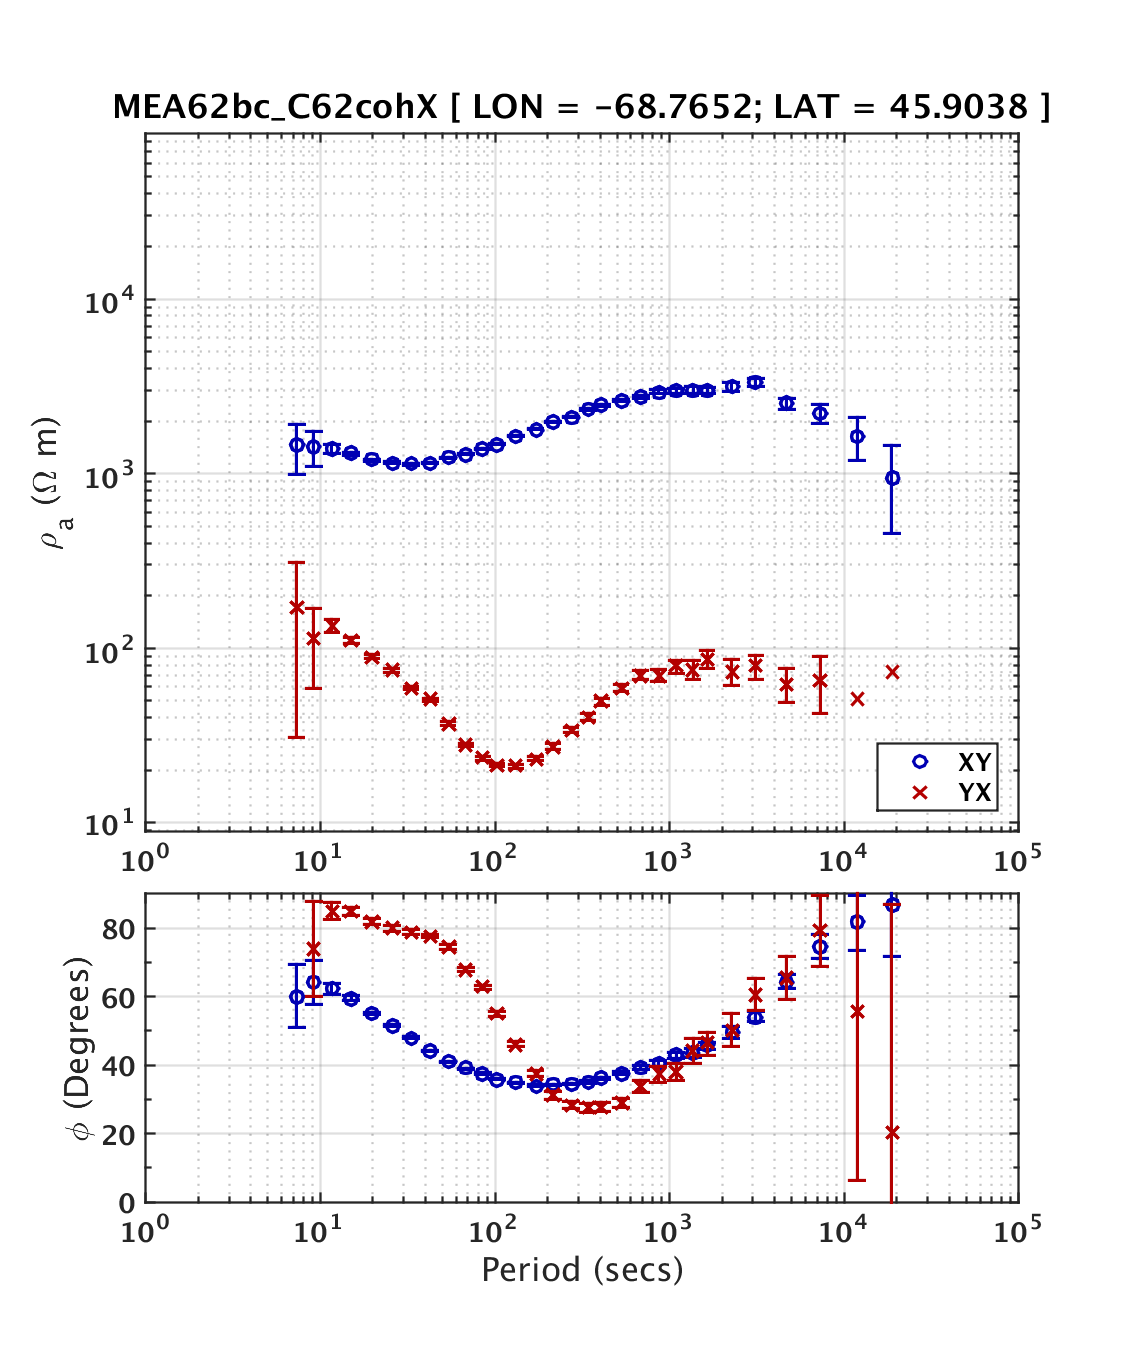 MEA62bc_C62cohX [ LON = -68.7652; LAT = 45.9038 ]
10^4
10^3
10^2
10^1
ρ_a (Ω m)
XY
YX
10^0 10^1 10^2 10^3 10^4 10^5
80
60
40
20
0
φ (Degrees)
10^0 10^1 10^2 10^3 10^4 10^5
Period (secs)